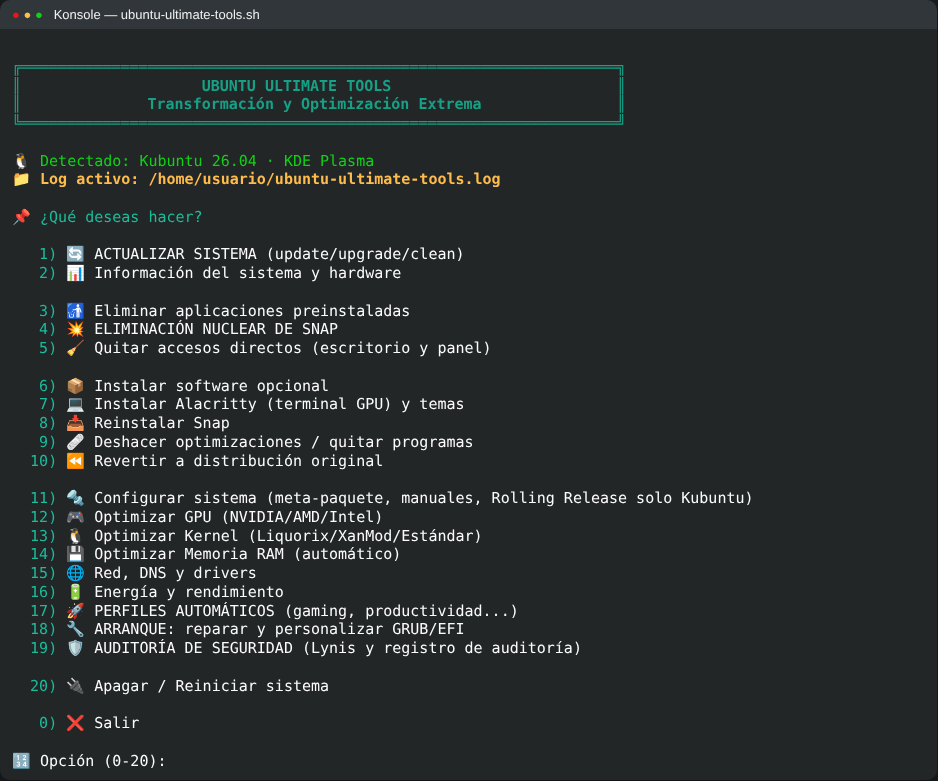 Konsole — ubuntu-ultimate-tools.sh
UBUNTU ULTIMATE TOOLS
Transformación y Optimización Extrema
🐧 Detectado: Kubuntu 26.04 · KDE Plasma
📁 Log activo: /home/usuario/ubuntu-ultimate-tools.log
📌 ¿Qué deseas hacer?
1) 🔄 ACTUALIZAR SISTEMA (update/upgrade/clean)
2) 📊 Información del sistema y hardware
3) 🚮 Eliminar aplicaciones preinstaladas
4) 💥 ELIMINACIÓN NUCLEAR DE SNAP
5) 🧹 Quitar accesos directos (escritorio y panel)
6) 📦 Instalar software opcional
7) 💻 Instalar Alacritty (terminal GPU) y temas
8) 📥 Reinstalar Snap
9) 🩹 Deshacer optimizaciones / quitar programas
10) ⏪ Revertir a distribución original
11) 🔩 Configurar sistema (meta-paquete, manuales, Rolling Release solo Kubuntu)
12) 🎮 Optimizar GPU (NVIDIA/AMD/Intel)
13) 🐧 Optimizar Kernel (Liquorix/XanMod/Estándar)
14) 💾 Optimizar Memoria RAM (automático)
15) 🌐 Red, DNS y drivers
16) 🔋 Energía y rendimiento
17) 🚀 PERFILES AUTOMÁTICOS (gaming, productividad...)
18) 🔧 ARRANQUE: reparar y personalizar GRUB/EFI
19) 🛡️ AUDITORÍA DE SEGURIDAD (Lynis y registro de auditoría)
20) 🔌 Apagar / Reiniciar sistema
0) ❌ Salir
🔢 Opción (0-20):